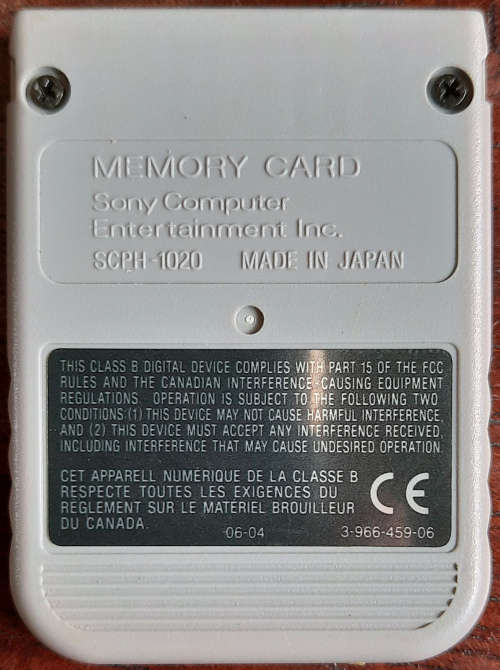 MEMORY CARD
Sony Computer
Entertainment Inc.
SCPH-1020 MADE IN JAPAN
THIS CLASS B DIGITAL DEVICE COMPLIES WITH PART 15 OF THE FCC
RULES AND THE CANADIAN INTERFERENCE-CAUSING EQUIPMENT
REGULATIONS. OPERATION IS SUBJECT TO THE FOLLOWING TWO
CONDITIONS:(1) THIS DEVICE MAY NOT CAUSE HARMFUL INTERFERENCE,
AND (2) THIS DEVICE MUST ACCEPT ANY INTERFERENCE RECEIVED,
INCLUDING INTERFERENCE THAT MAY CAUSE UNDESIRED OPERATION.
CET APPARELL NUMÉRIQUE DE LA CLASSE B
RESPECTE TOUTES LES EXIGENCES DU
RÈGLEMENT SUR LE MATÉRIEL BROUILLEUR
DU CANADA.
CE
06-04 3-966-459-06